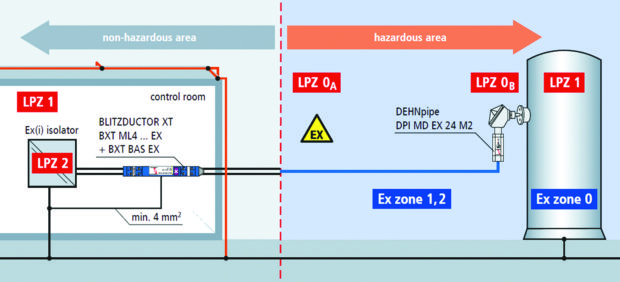 non-hazardous area
hazardous area
LPZ 1
control room
Ex(i) isolator
LPZ 2
BLITZDUCTOR XT
BXT ML4 ... EX
+ BXT BAS EX
min. 4 mm²
LPZ 0A
EX
LPZ 0B
LPZ 1
DEHNpipe
DPI MD EX 24 M2
Ex zone 1,2
Ex zone 0